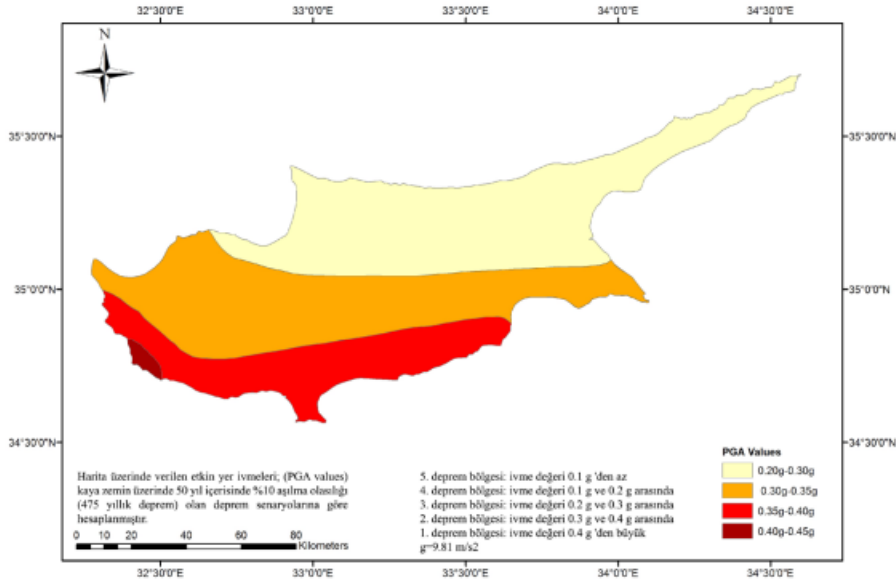 32°30'0"E 33°0'0"E 33°30'0"E 34°0'0"E 34°30'0"E
N
35°30'0"N 35°30'0"N
35°0'0"N 35°0'0"N
34°30'0"N 34°30'0"N
Harita üzerinde verilen etkin yer ivmeleri; (PGA values)
kaya zemin üzerinde 50 yıl içerisinde %10 aşılma olasılığı
(475 yıllık deprem) olan deprem senaryolarına göre
hesaplanmıştır.
0 10 20 40 60 80
Kilometers
5. deprem bölgesi: ivme değeri 0.1 g 'den az
4. deprem bölgesi: ivme değeri 0.1 g ve 0.2 g arasında
3. deprem bölgesi: ivme değeri 0.2 ve 0.3 g arasında
2. deprem bölgesi: ivme değeri 0.3 ve 0.4 g arasında
1. deprem bölgesi: ivme değeri 0.4 g 'den büyük
g=9.81 m/s2
PGA Values
0.20g-0.30g
0.30g-0.35g
0.35g-0.40g
0.40g-0.45g
32°30'0"E 33°0'0"E 33°30'0"E 34°0'0"E 34°30'0"E